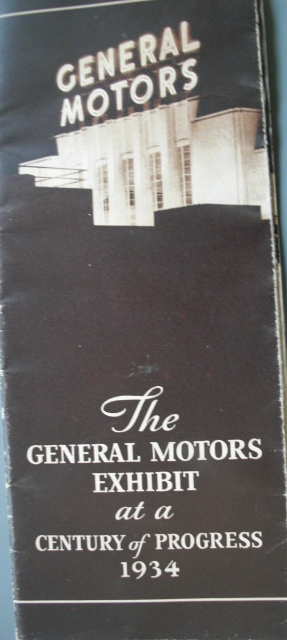 GENERAL
MOTORS
The
GENERAL MOTORS
EXHIBIT
at a
CENTURY of PROGRESS
1934